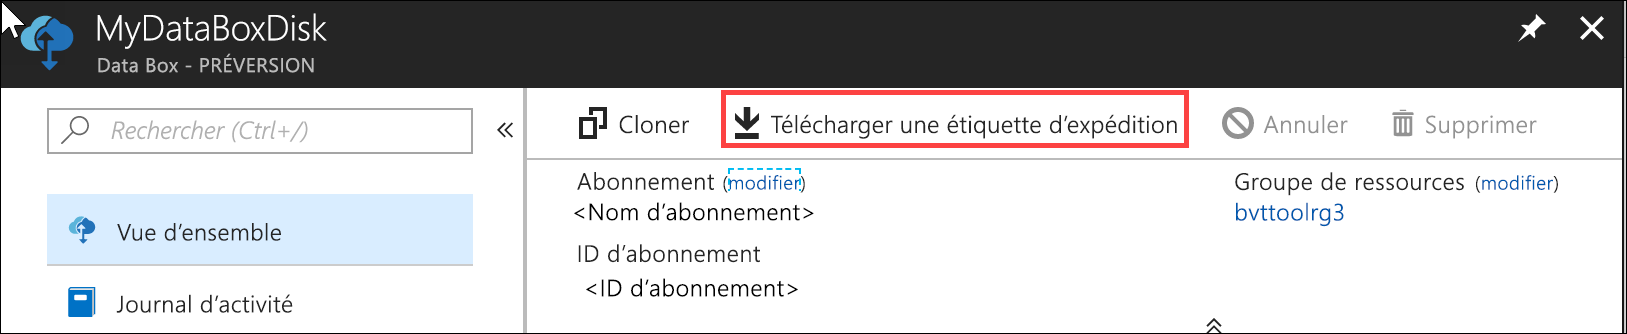 MyDataBoxDisk
Data Box - PRÉVERSION
Rechercher (Ctrl+/)
Vue d’ensemble
Journal d’activité
Cloner
Télécharger une étiquette d’expédition
Annuler
Supprimer
Abonnement (modifier)
<Nom d’abonnement>
ID d’abonnement
<ID d’abonnement>
Groupe de ressources (modifier)
bvttoolrg3